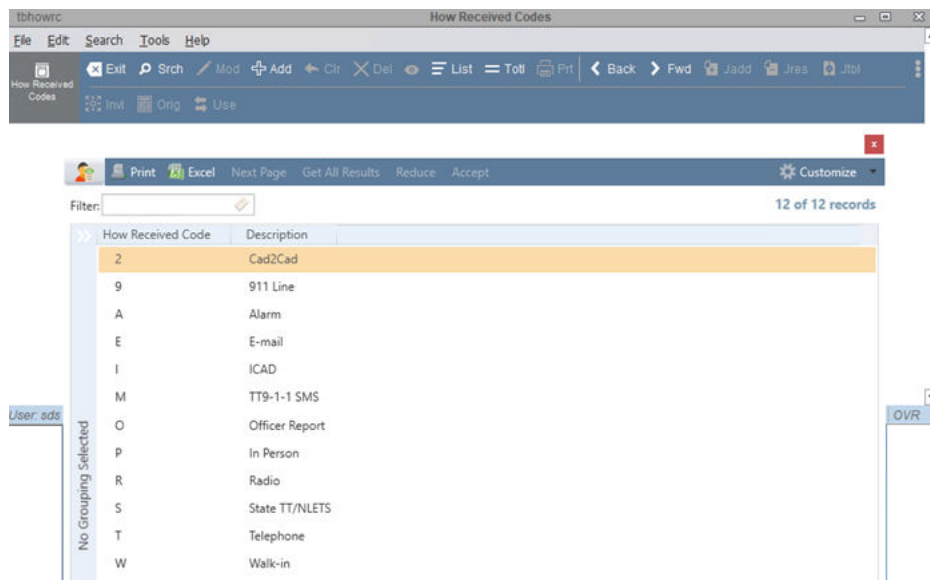 tbhowrc How Received Codes
File Edit Search Tools Help
Exit Srch Mod Add Clr Del List Totl Prt Back Fwd Jadd Jres Jtbl
How Received Codes
Invl Orig Use
x
Print Excel Next Page Get All Results Reduce Accept Customize
Filter: 12 of 12 records
How Received Code Description
2 Cad2Cad
9 911 Line
A Alarm
E E-mail
I ICAD
M TT9-1-1 SMS
User: sds OVR
O Officer Report
P In Person
R Radio
S State TT/NLETS
T Telephone
W Walk-in
No Grouping Selected